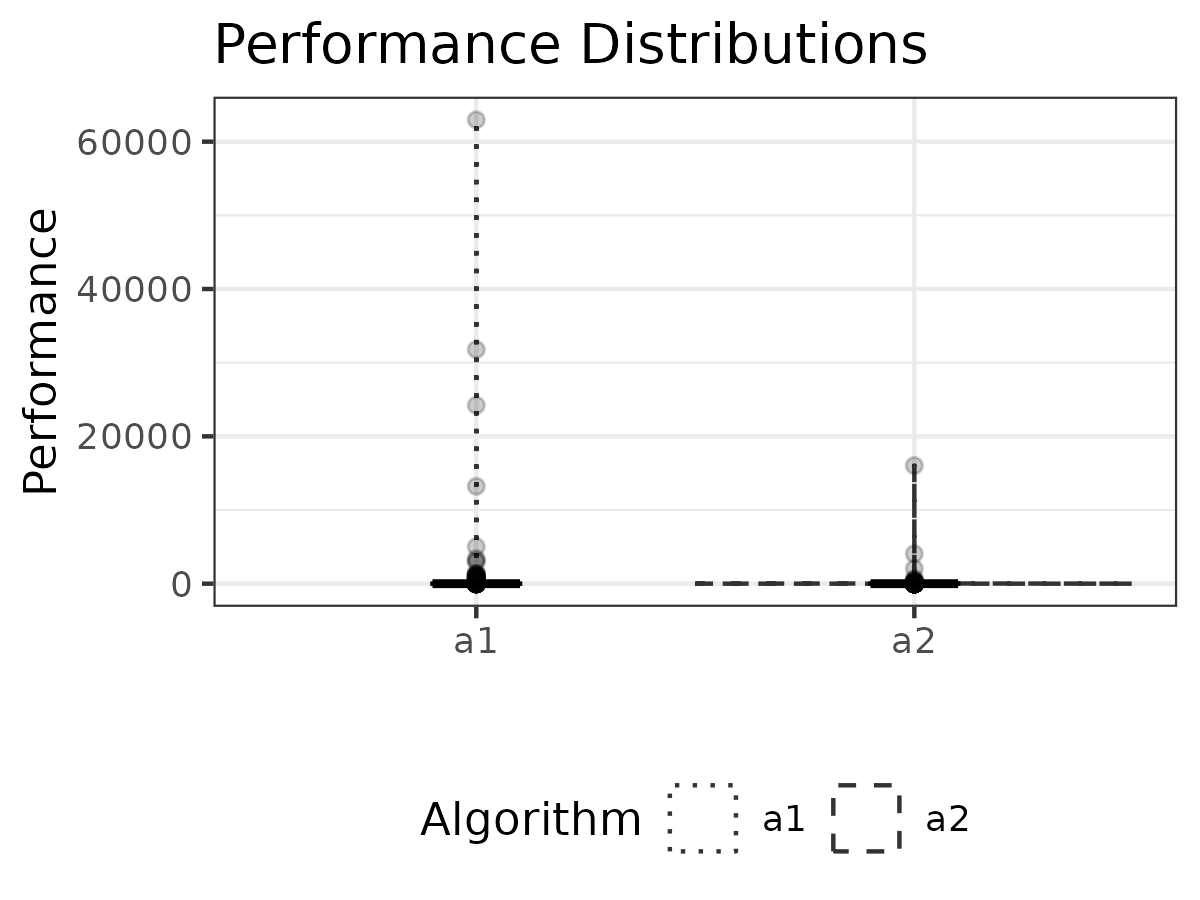 Performance Distributions
Performance
60000
40000
20000
0
a1 a2
Algorithm a1 a2